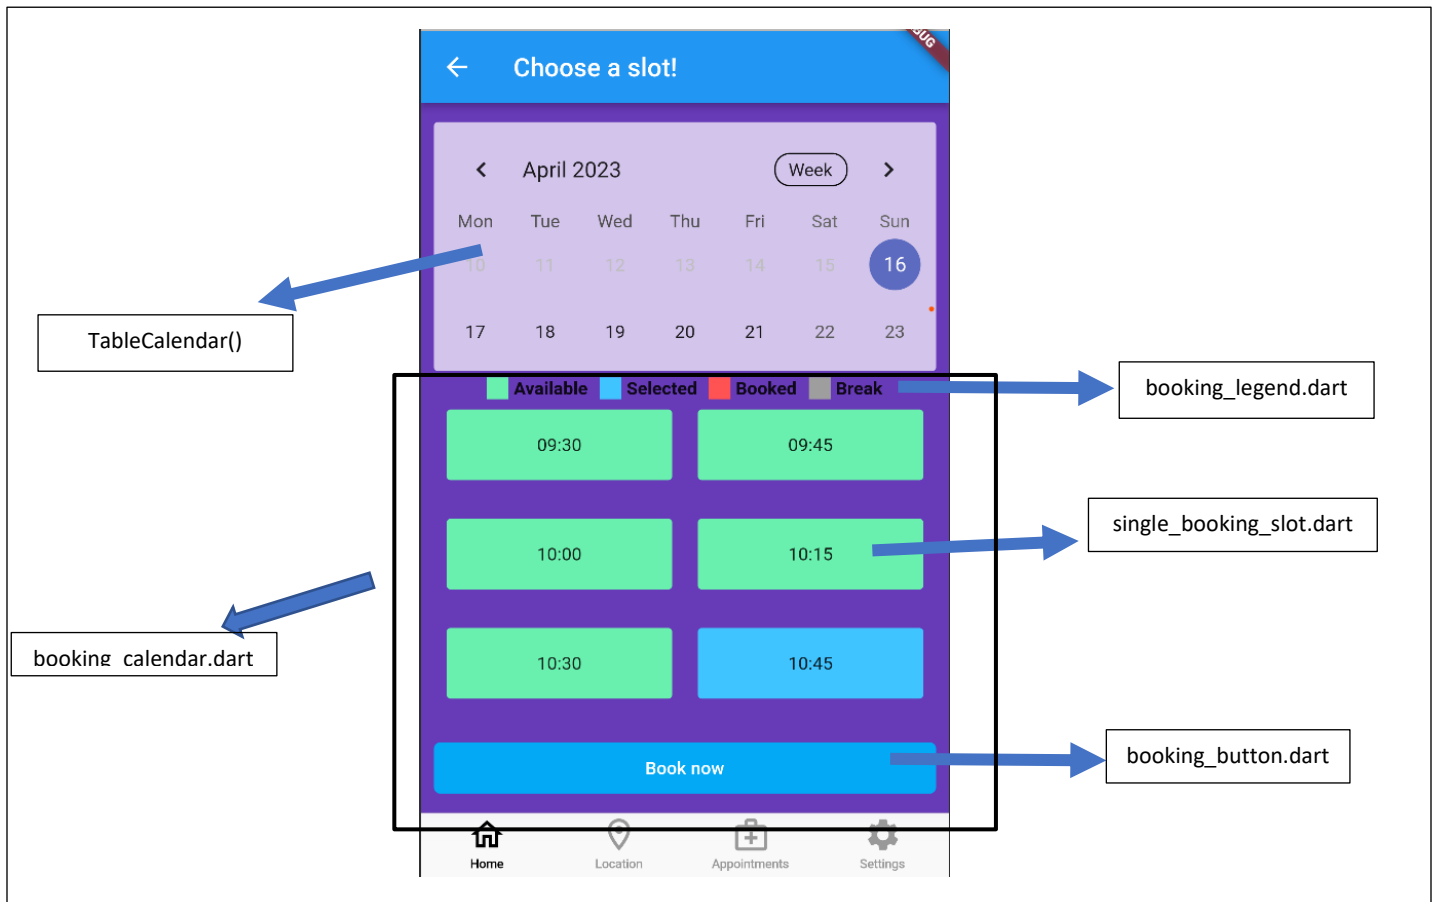 BUG
Choose a slot!
April 2023
Week
Mon Tue Wed Thu Fri Sat Sun
10 11 12 13 14 15 16
17 18 19 20 21 22 23
TableCalendar()
Available Selected Booked Break
booking_legend.dart
09:30 09:45
single_booking_slot.dart
10:00 10:15
booking_calendar.dart
10:30 10:45
Book now
booking_button.dart
Home Location Appointments Settings